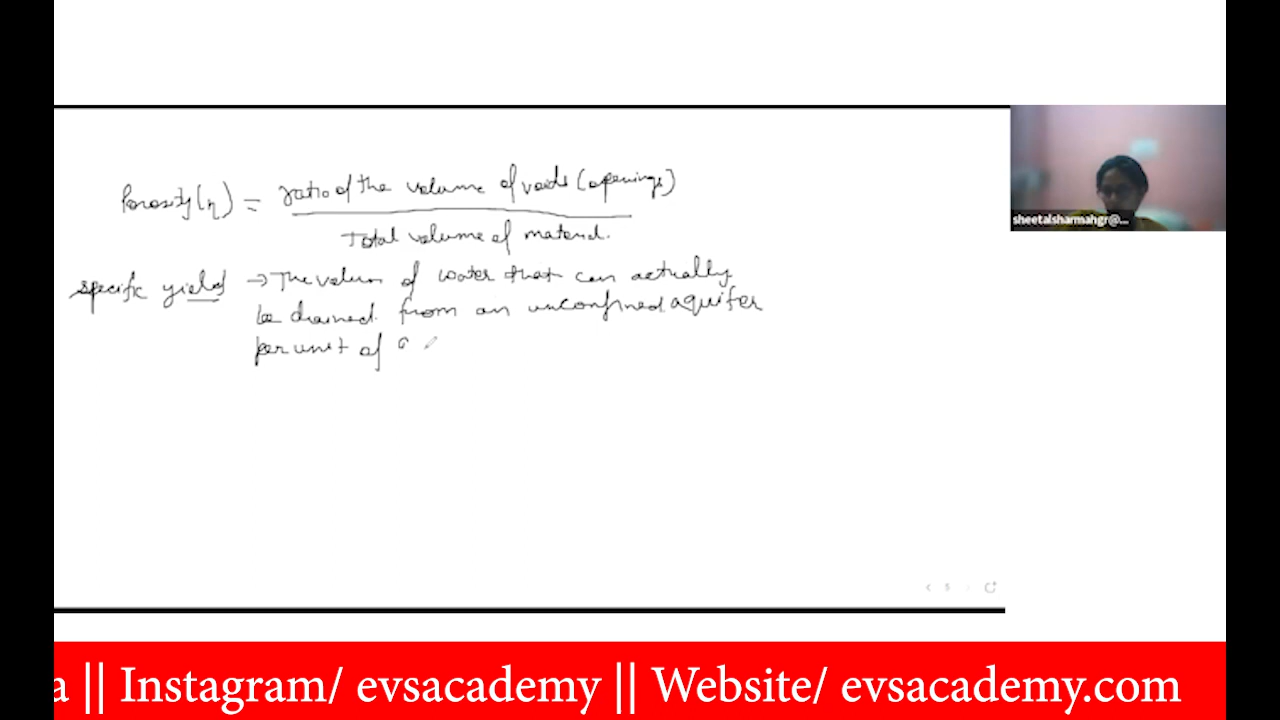 Porosity (η) = ratio of the volume of voids (openings)
Total volume of material.
specific yield → The volum of water that can actually
be drained from an unconfined aquifer
per unit of a
sheetalsharmahgr@...
a || Instagram/ evsacademy || Website/ evsacademy.com